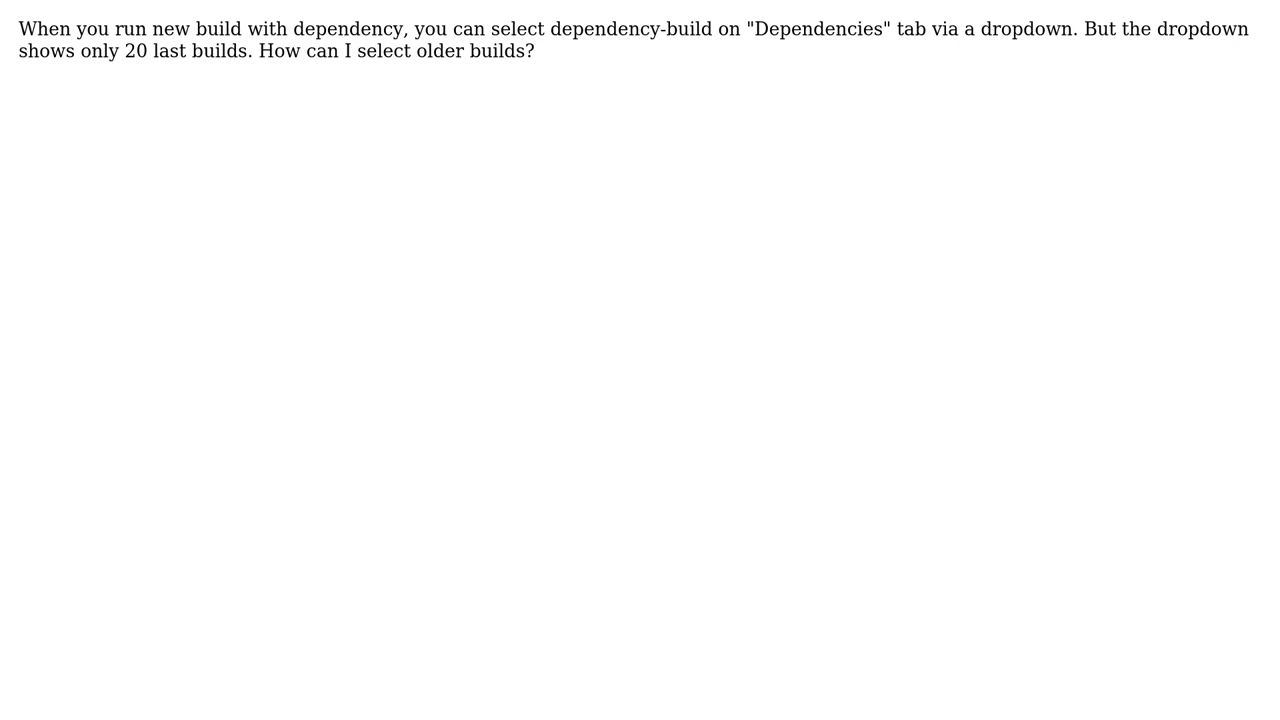 When you run new build with dependency, you can select dependency-build on "Dependencies" tab via a dropdown. But the dropdown
shows only 20 last builds. How can I select older builds?